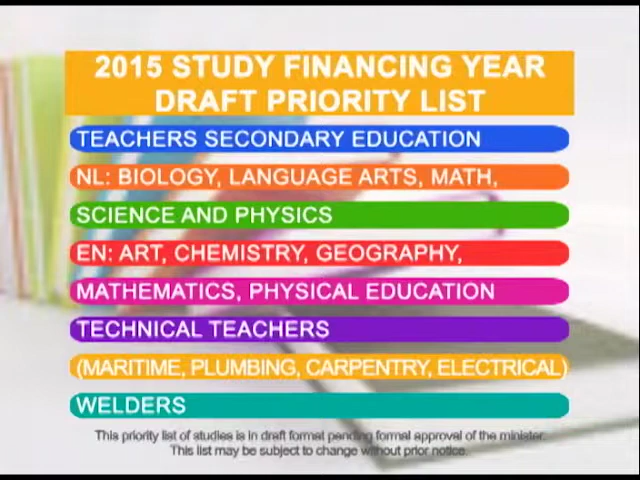 2015 STUDY FINANCING YEAR
DRAFT PRIORITY LIST
TEACHERS SECONDARY EDUCATION
NL: BIOLOGY, LANGUAGE ARTS, MATH,
SCIENCE AND PHYSICS
EN: ART, CHEMISTRY, GEOGRAPHY,
MATHEMATICS, PHYSICAL EDUCATION
TECHNICAL TEACHERS
(MARITIME, PLUMBING, CARPENTRY, ELECTRICAL)
WELDERS
This priority list of studies is in draft format pending formal approval of the minister.
This list may be subject to change without prior notice.